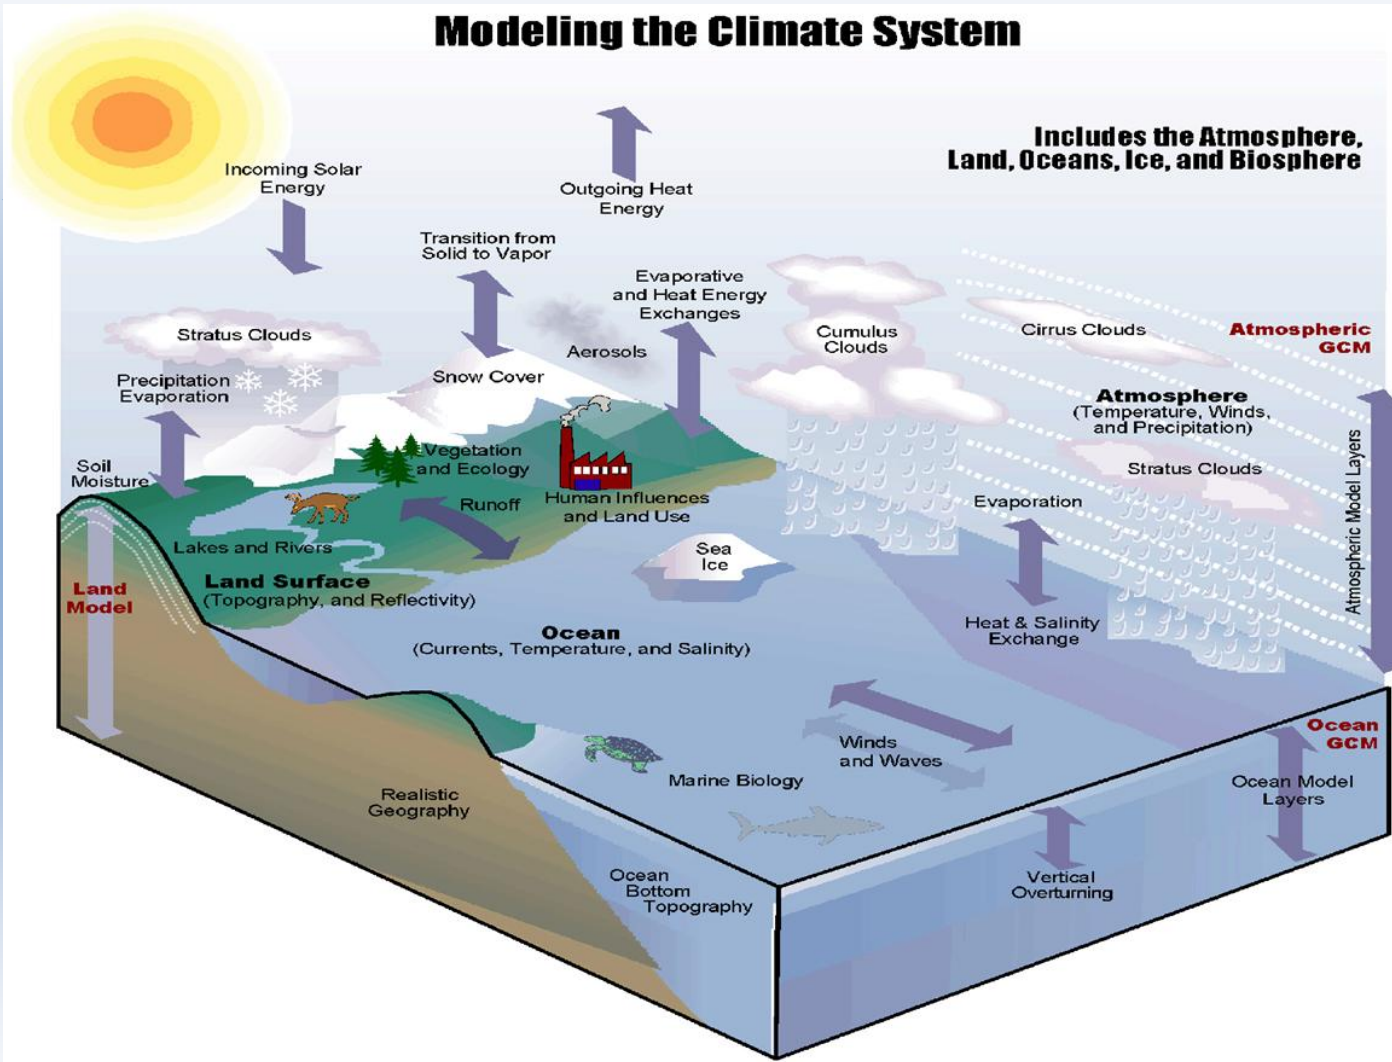 Modeling the Climate System
Includes the Atmosphere,
Land, Oceans, Ice, and Biosphere
Incoming Solar
Energy
Outgoing Heat
Energy
Transition from
Solid to Vapor
Evaporative
and Heat Energy
Exchanges
Stratus Clouds
Aerosols
Cumulus
Clouds
Cirrus Clouds
Atmospheric
GCM
Precipitation
Evaporation
Snow Cover
Atmosphere
(Temperature, Winds,
and Precipitation)
Stratus Clouds
Atmospheric Model Layers
Soil
Moisture
Vegetation
and Ecology
Runoff
Human Influences
and Land Use
Evaporation
Lakes and Rivers
Sea
Ice
Land
Model
Land Surface
(Topography, and Reflectivity)
Heat & Salinity
Exchange
Ocean
(Currents, Temperature, and Salinity)
Ocean
GCM
Winds
and Waves
Marine Biology
Ocean Model
Layers
Realistic
Geography
Ocean
Bottom
Topography
Vertical
Overturning